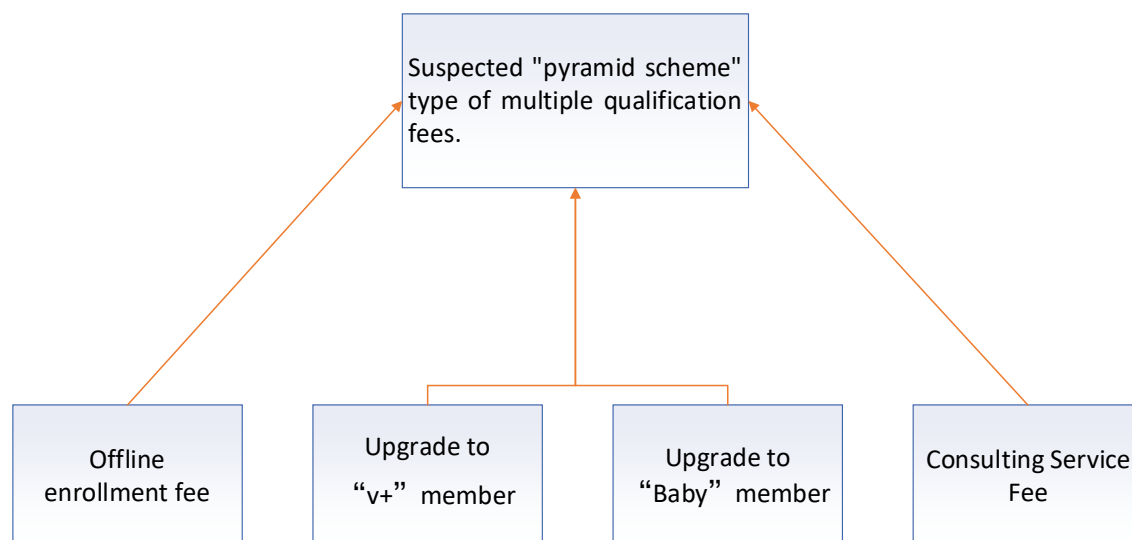 Suspected "pyramid scheme"
type of multiple qualification
fees.
Offline
enrollment fee
Upgrade to
“v+” member
Upgrade to
“Baby” member
Consulting Service
Fee